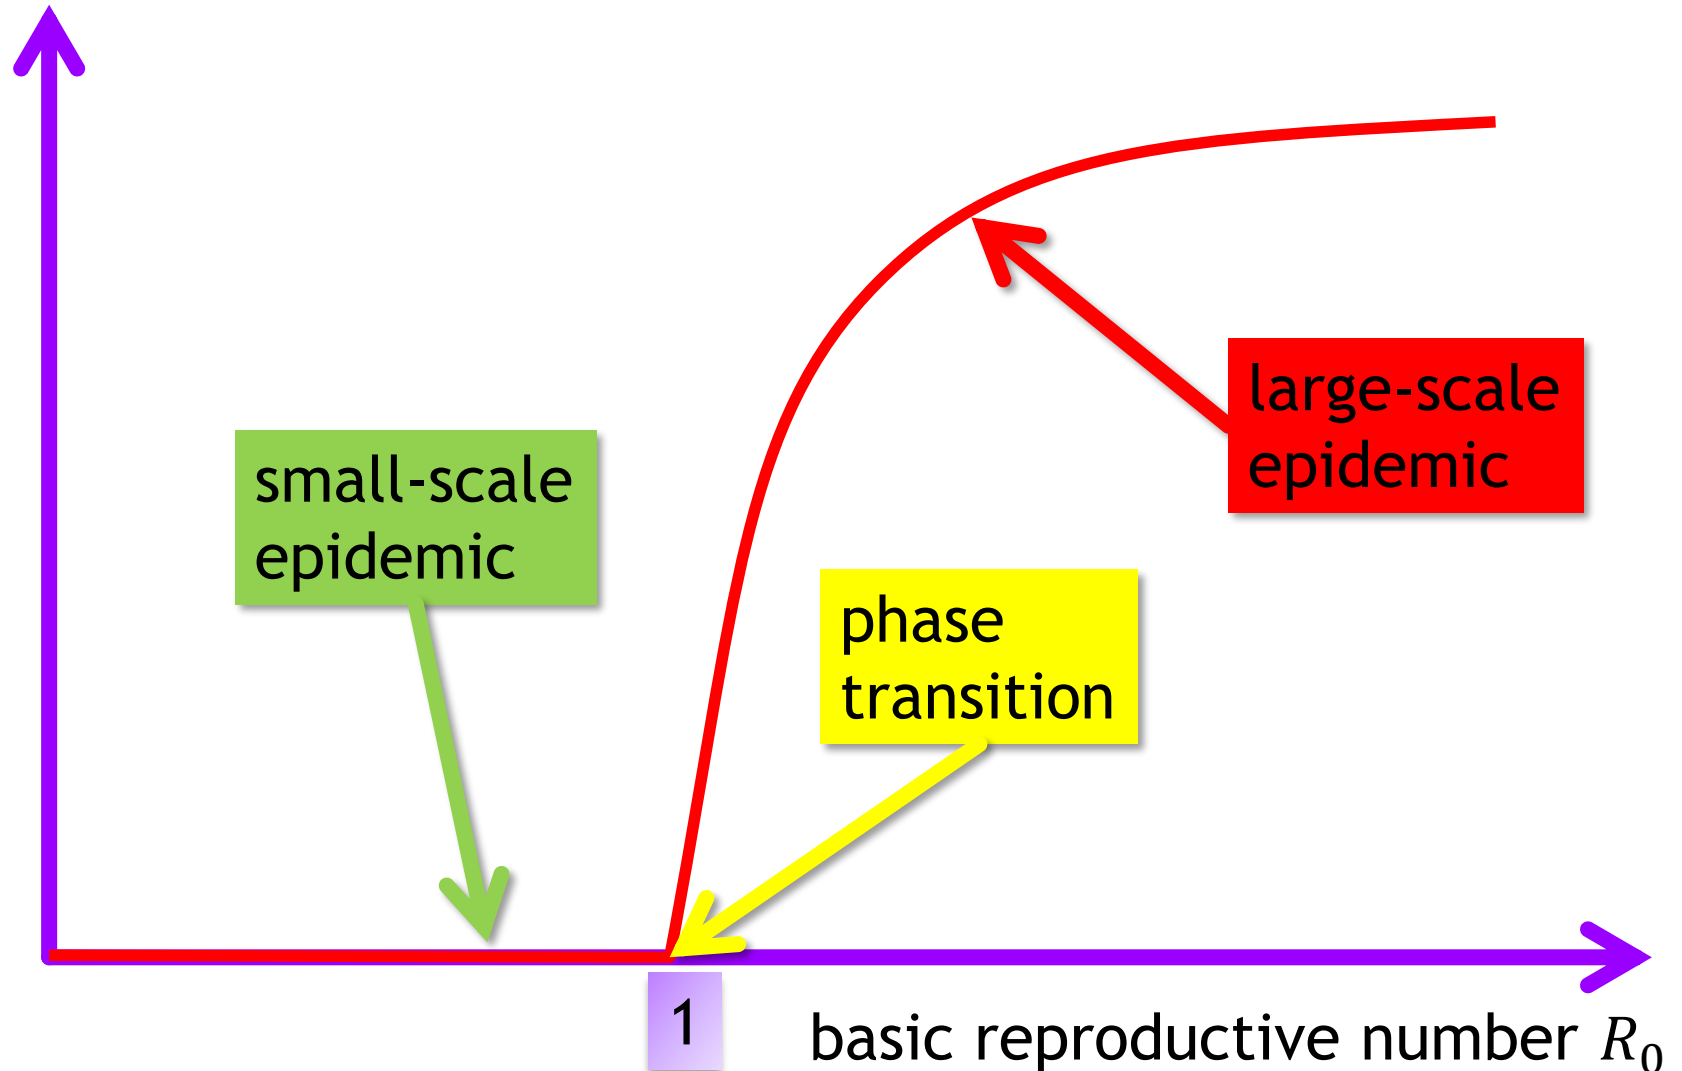 small-scale
epidemic
large-scale
epidemic
phase
transition
1
basic reproductive number R₀